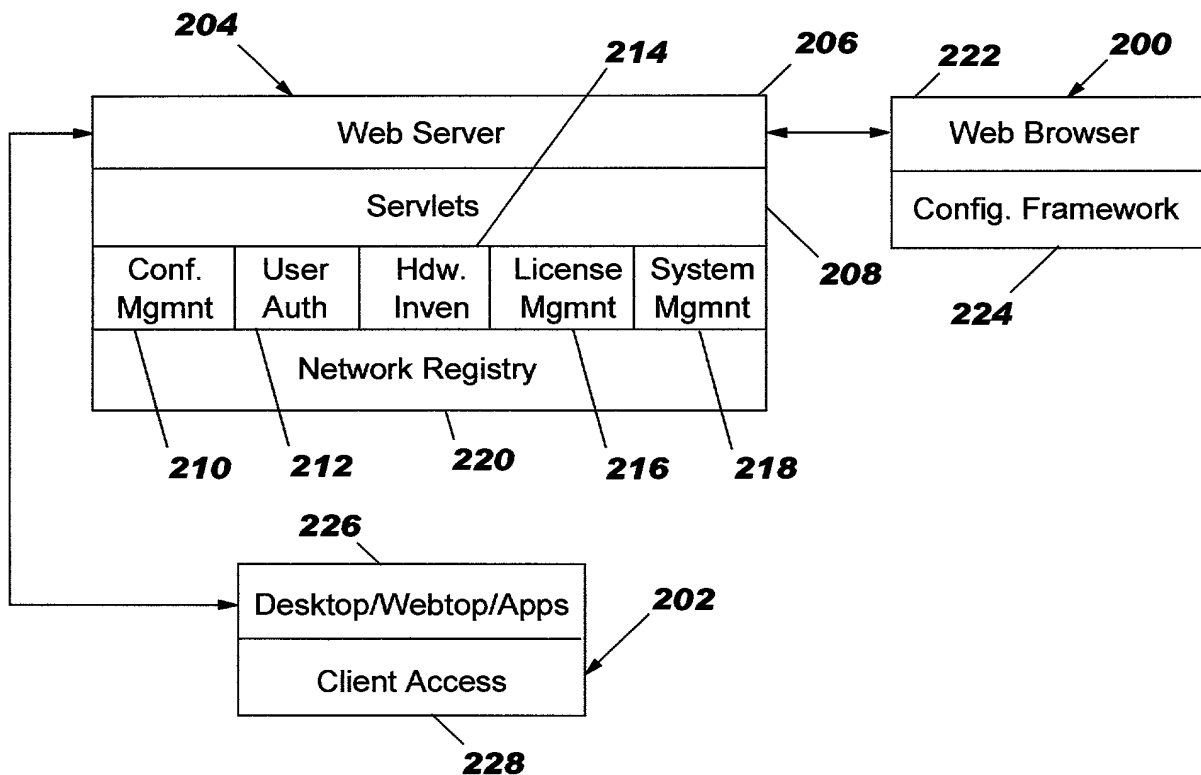 204
206
214
222
200
Web Server
Web Browser
Servlets
Config. Framework
Conf.
Mgmnt
User
Auth
Hdw.
Inven
License
Mgmnt
System
Mgmnt
208
224
Network Registry
210
212
220
216
218
226
Desktop/Webtop/Apps
202
Client Access
228